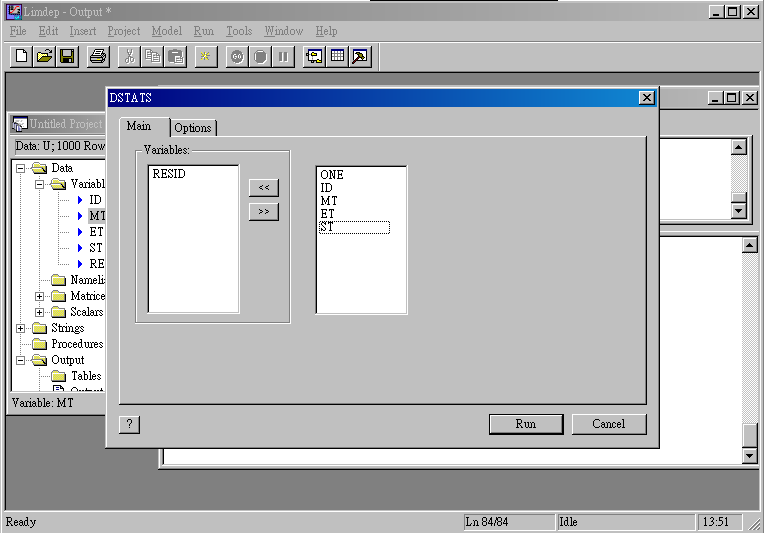 Limdep - Output *
File Edit Insert Project Model Run Tools Window Help
GO
DSTATS
Untitled Project
Main Options
Data: U; 1000 Row
Variables:
Data
RESID
<<
>>
ONE
ID
MT
ET
ST
Variabl
ID
MT
ET
ST
RE
Nameli
Matrice
Scalars
Strings
Procedures
Output
Tables
Output
Variable: MT
?
Run
Cancel
Ready
Ln 84/84
Idle
13:51